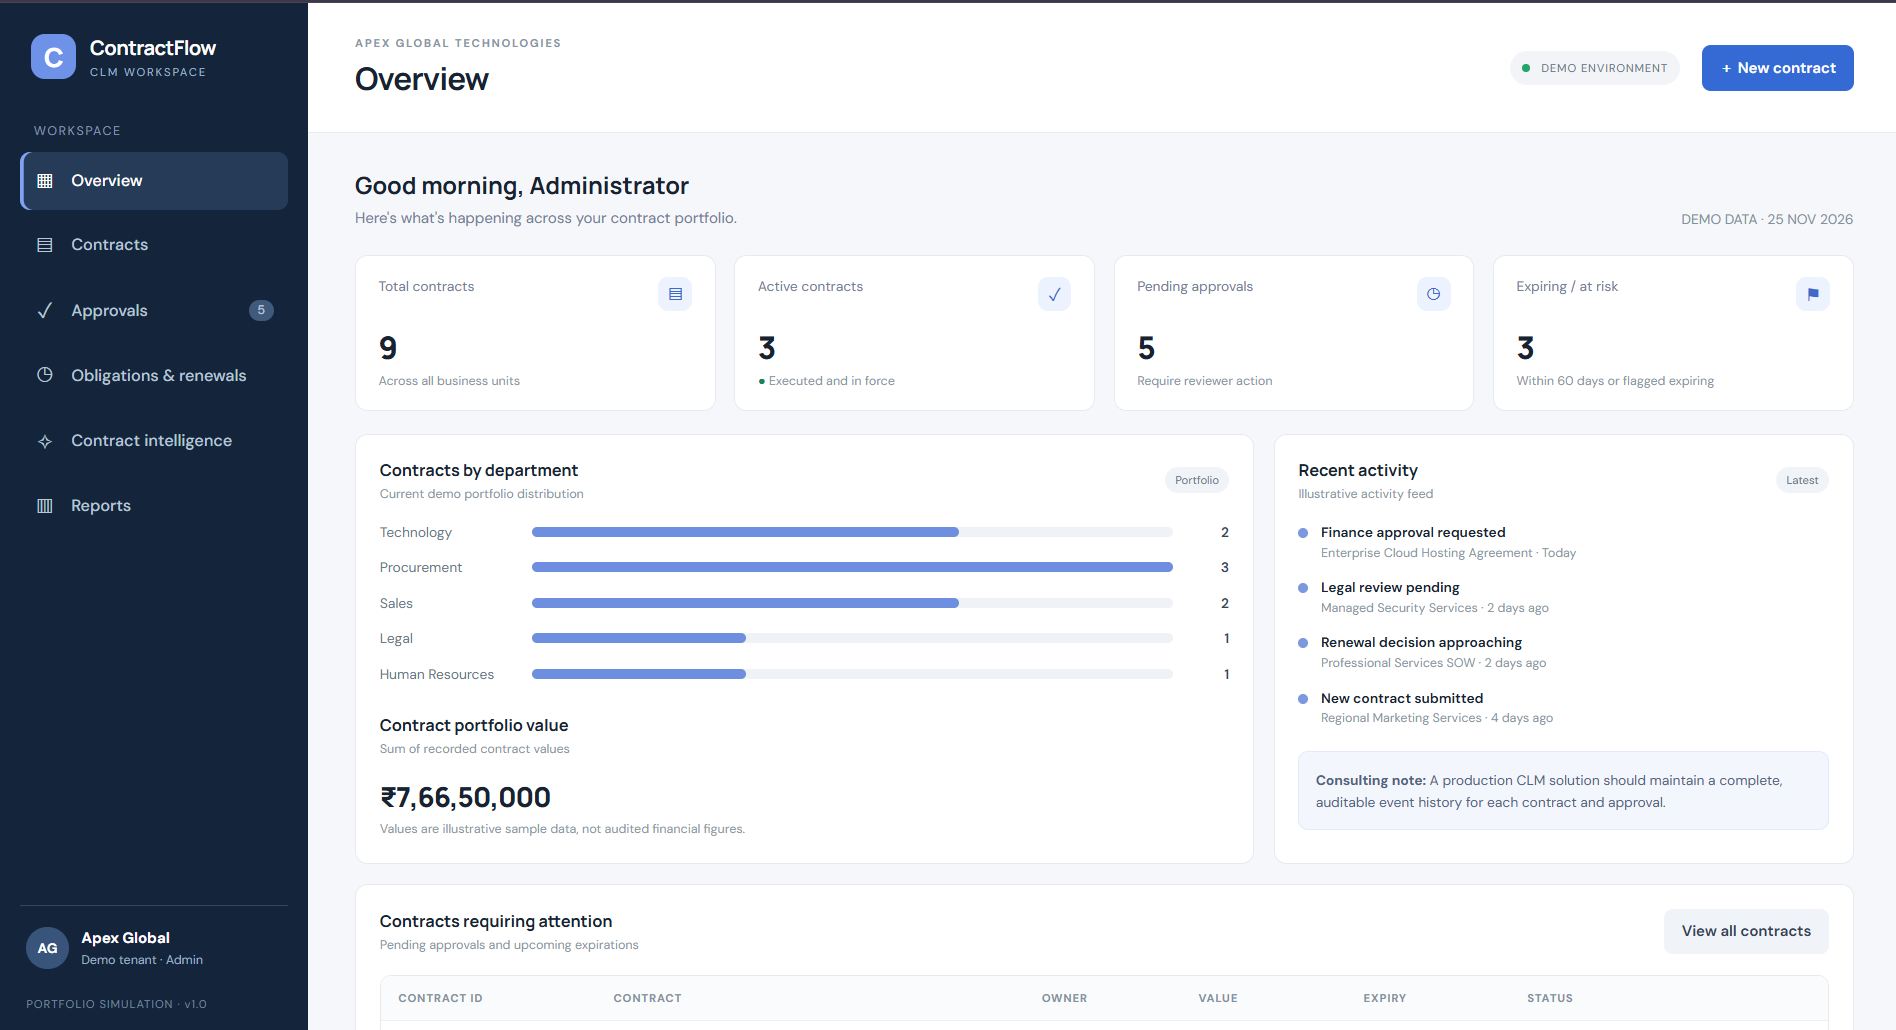 C
ContractFlow
CLM WORKSPACE
WORKSPACE
Overview
Contracts
Approvals 5
Obligations & renewals
Contract intelligence
Reports
AG
Apex Global
Demo tenant · Admin
PORTFOLIO SIMULATION · v1.0
APEX GLOBAL TECHNOLOGIES
Overview
DEMO ENVIRONMENT
+ New contract
Good morning, Administrator
Here's what's happening across your contract portfolio.
DEMO DATA · 25 NOV 2026
Total contracts
9
Across all business units
Active contracts
3
Executed and in force
Pending approvals
5
Require reviewer action
Expiring / at risk
3
Within 60 days or flagged expiring
Contracts by department
Current demo portfolio distribution
Portfolio
Technology 2
Procurement 3
Sales 2
Legal 1
Human Resources 1
Contract portfolio value
Sum of recorded contract values
₹7,66,50,000
Values are illustrative sample data, not audited financial figures.
Recent activity
Illustrative activity feed
Latest
Finance approval requested
Enterprise Cloud Hosting Agreement · Today
Legal review pending
Managed Security Services · 2 days ago
Renewal decision approaching
Professional Services SOW · 2 days ago
New contract submitted
Regional Marketing Services · 4 days ago
Consulting note: A production CLM solution should maintain a complete,
auditable event history for each contract and approval.
Contracts requiring attention
Pending approvals and upcoming expirations
View all contracts
CONTRACT ID CONTRACT OWNER VALUE EXPIRY STATUS